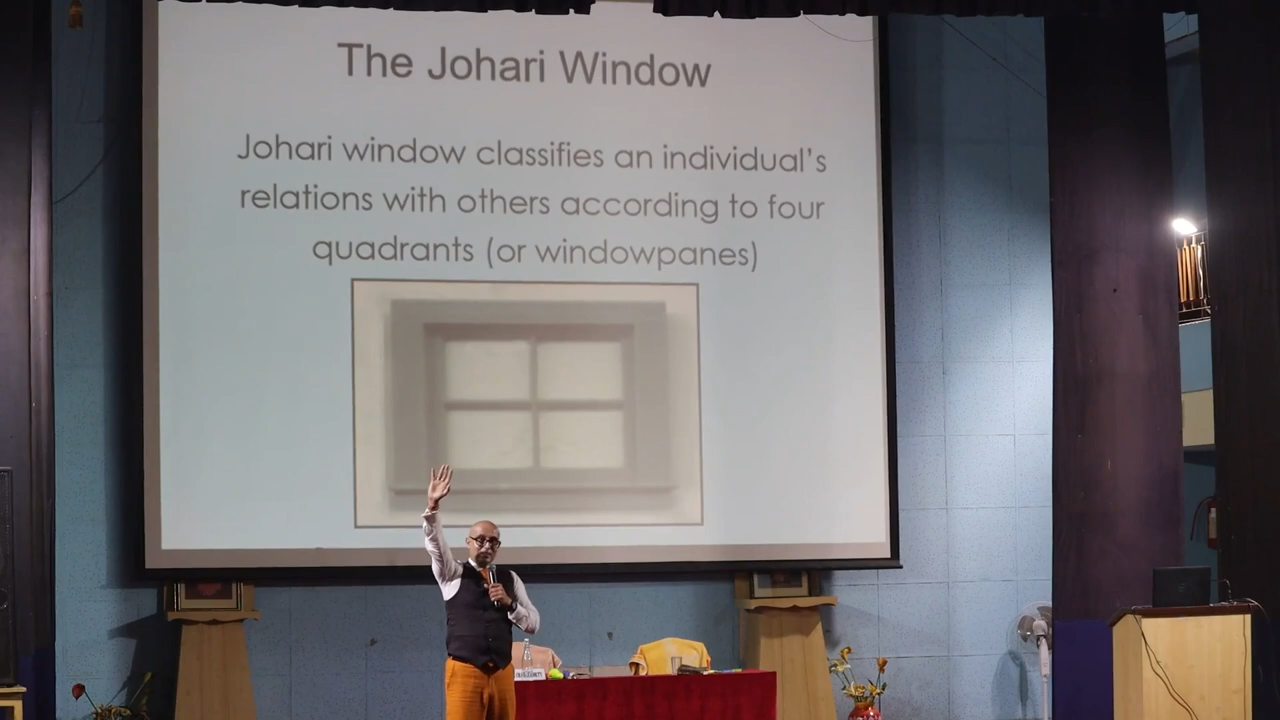 The Johari Window
Johari window classifies an individual's
relations with others according to four
quadrants (or windowpanes)